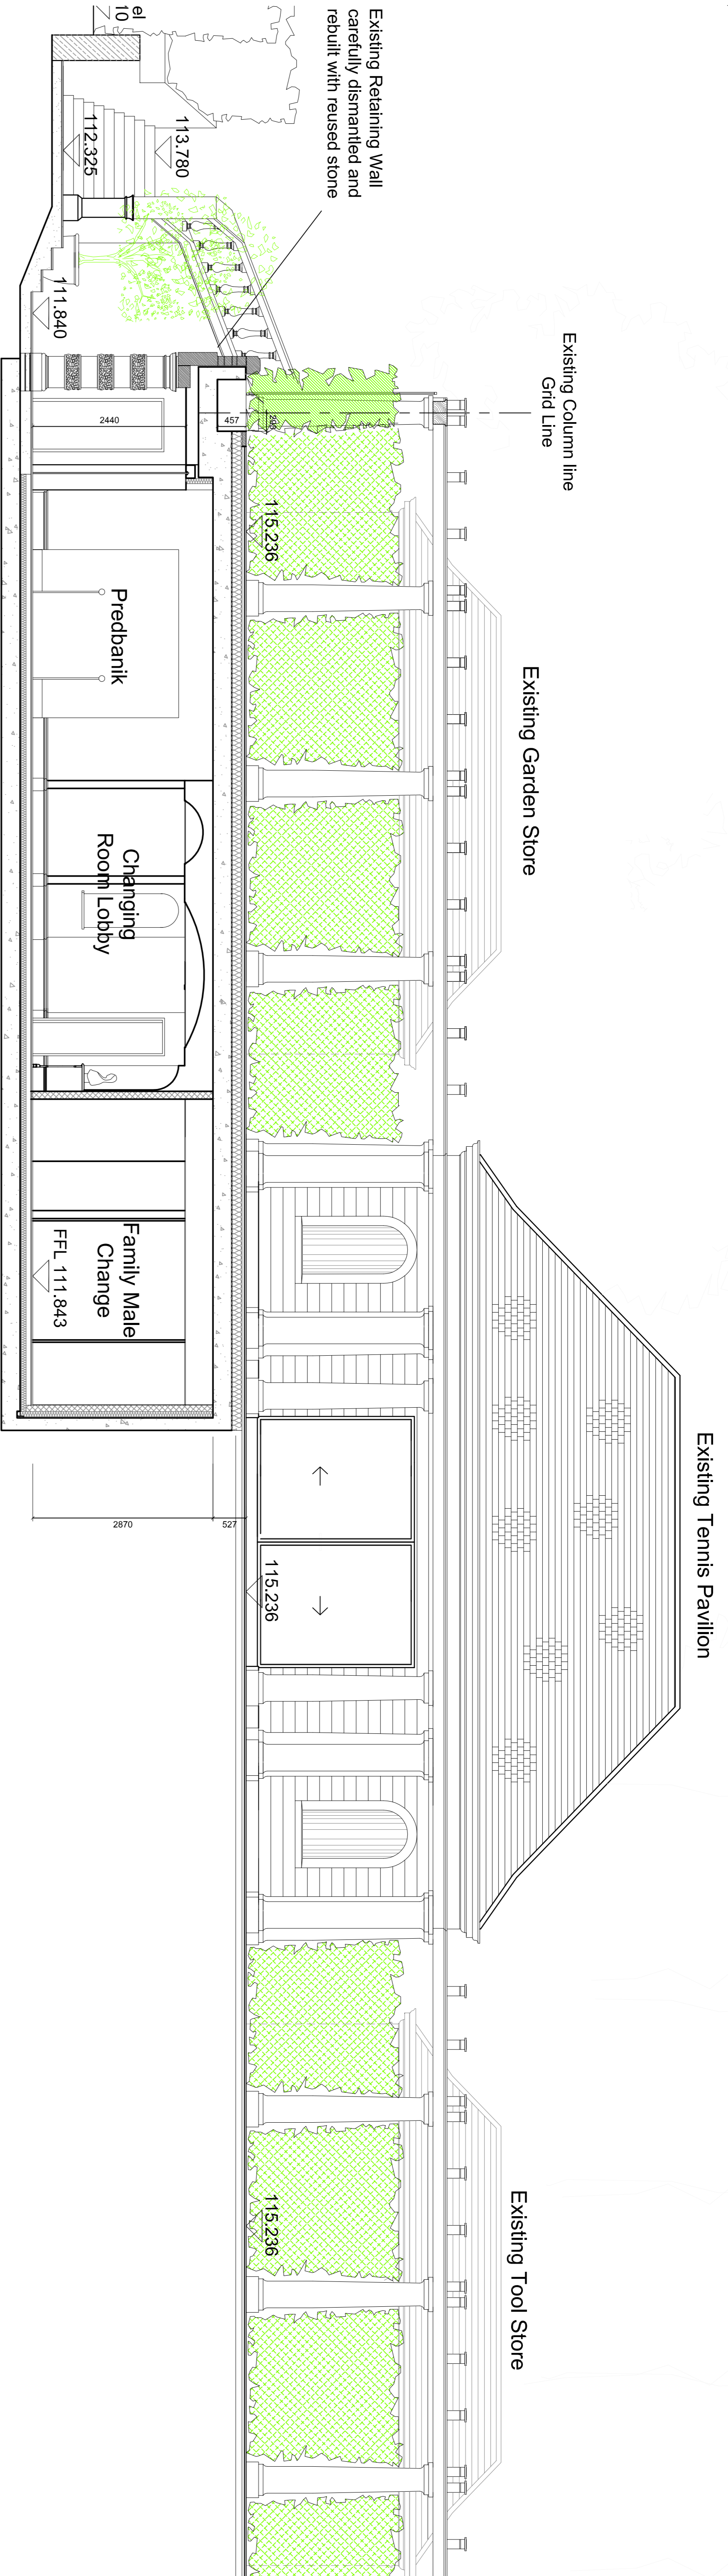 el
10
112.325
113.780
111.840
Existing Retaining Wall
carefully dismantled and
rebuilt with reused stone
Existing Column line
Grid Line
2440
457
115.236
Predbanik
Existing Garden Store
Changing
Room Lobby
Family Male
Change
FFL 111.843
2870
527
115.236
Existing Tennis Pavilion
115.236
Existing Tool Store